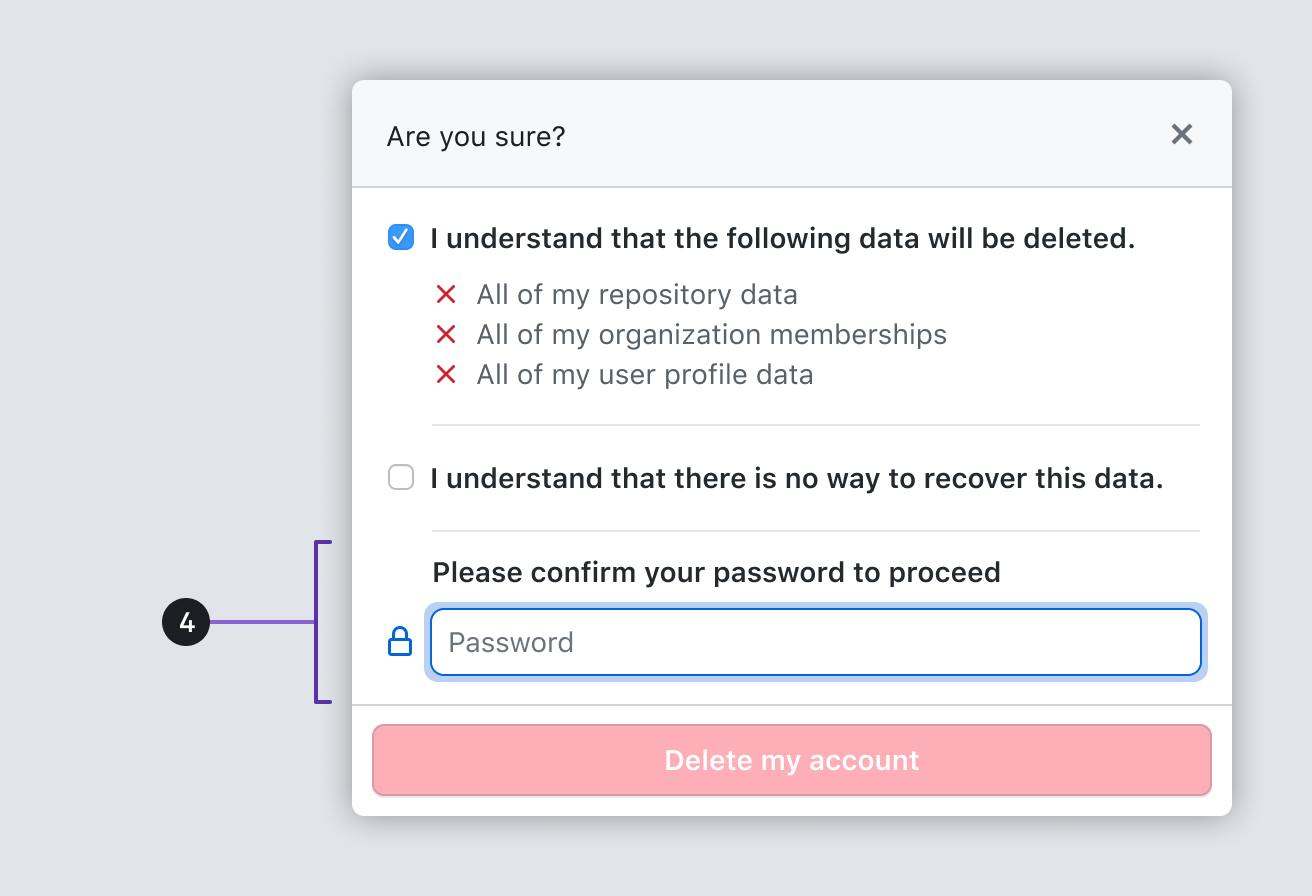 Are you sure?
I understand that the following data will be deleted.
All of my repository data
All of my organization memberships
All of my user profile data
I understand that there is no way to recover this data.
Please confirm your password to proceed
4
Password
Delete my account